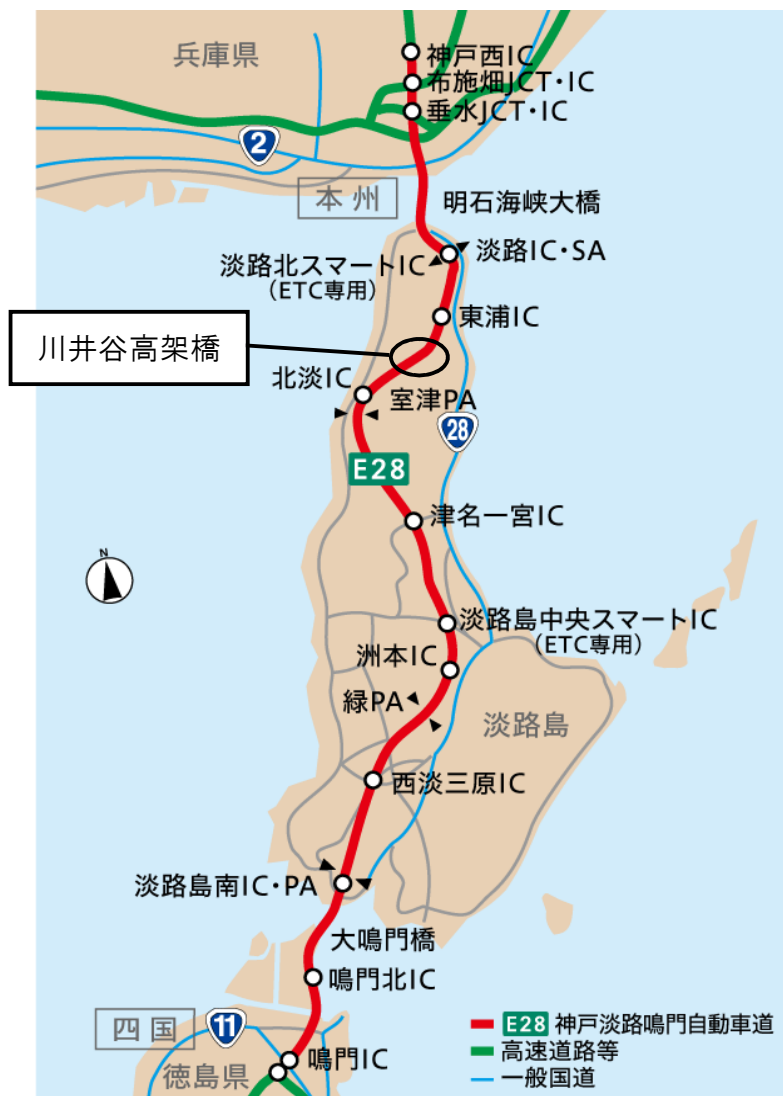 兵庫県
神戸西IC
布施畑JCT・IC
垂水JCT・IC
2
本州
明石海峡大橋
淡路IC・SA
淡路北スマートIC
（ETC専用）
東浦IC
川井谷高架橋
北淡IC
室津PA
28
E28
津名一宮IC
N
淡路島中央スマートIC
（ETC専用）
洲本IC
緑PA
淡路島
西淡三原IC
淡路島南IC・PA
大鳴門橋
鳴門北IC
四国
11
鳴門IC
徳島県
E28 神戸淡路鳴門自動車道
高速道路等
一般国道